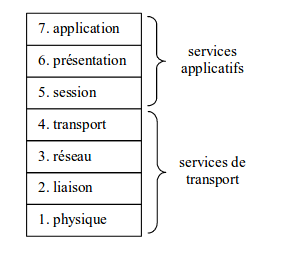 7. application
6. présentation
5. session
4. transport
3. réseau
2. liaison
1. physique
services
applicatifs
services de
transport